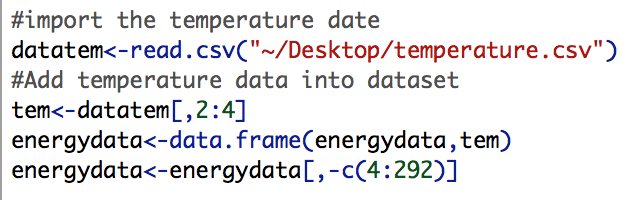 #import the temperature date
datatem<-read.csv("~/Desktop/temperature.csv")
#Add temperature data into dataset
tem<-datatem[,2:4]
energydata<-data.frame(energydata,tem)
energydata<-energydata[,-c(4:292)]